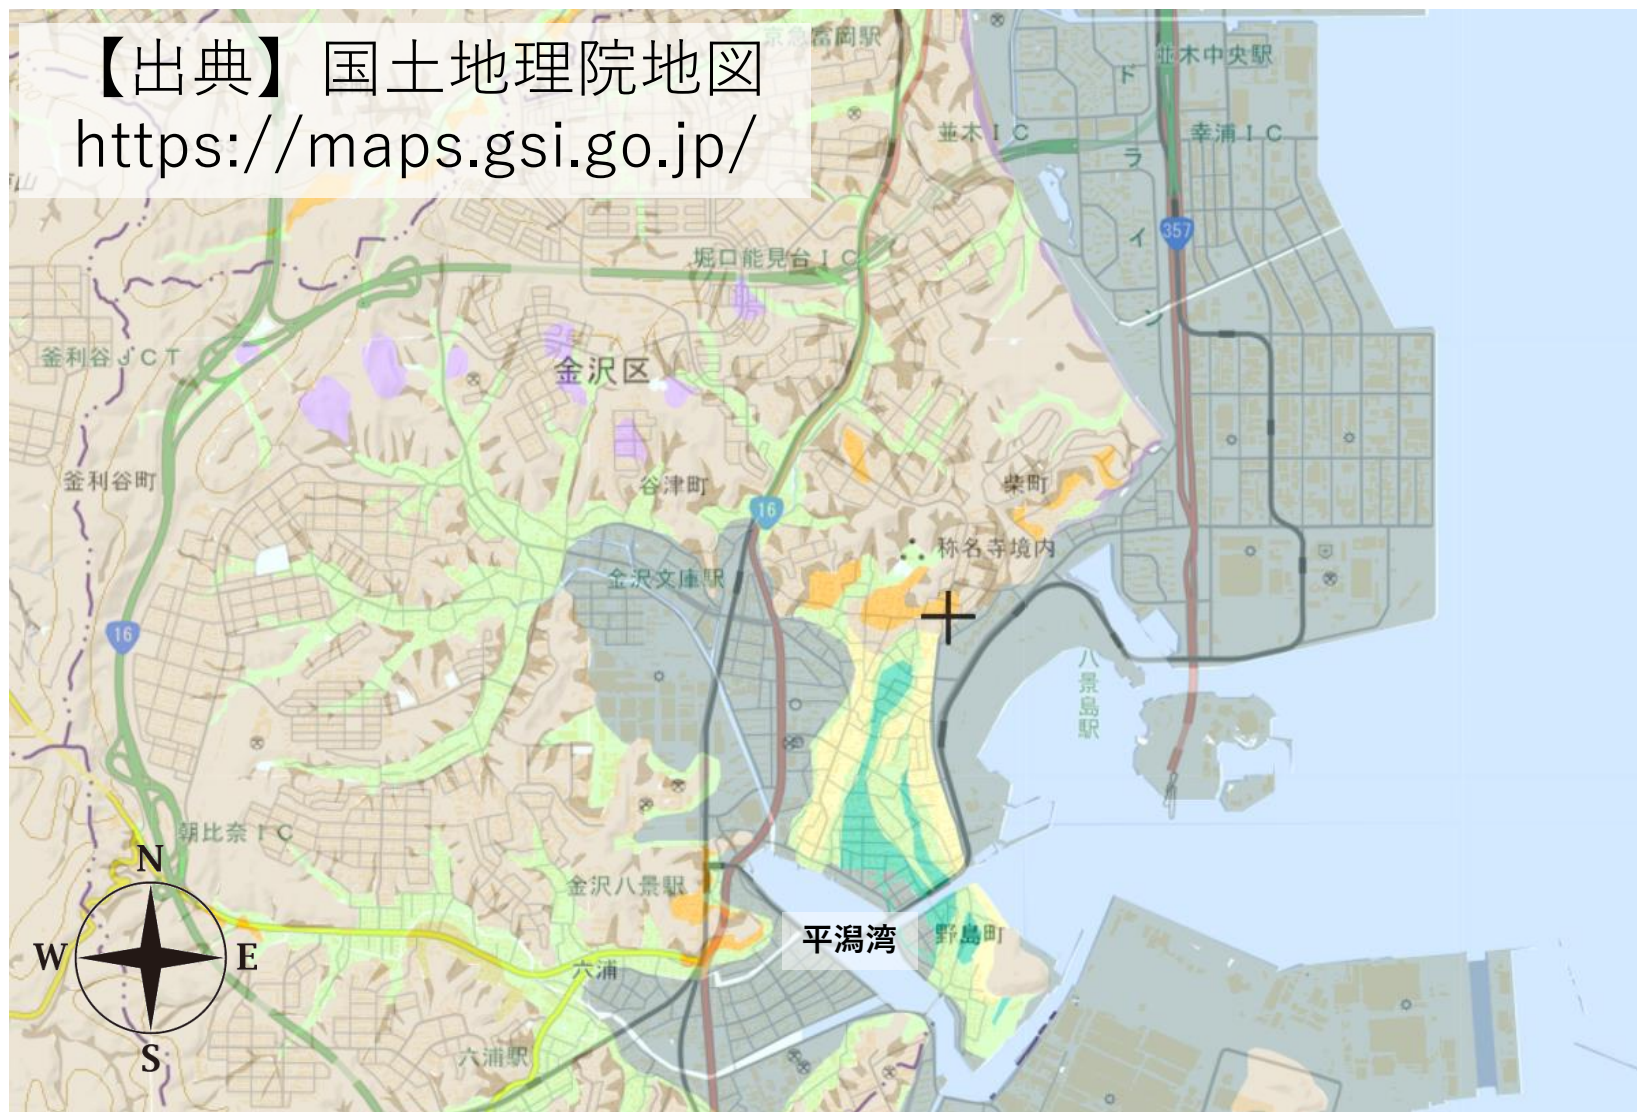 【出典】国土地理院地図
https://maps.gsi.go.jp/
京急富岡駅
並木中央駅
ド
並木IC
幸浦IC
ラ
イ
357
堀口能見台IC
ン
釜利谷JCT
金沢区
釜利谷町
谷津町
柴町
16
称名寺境内
金沢文庫駅
16
八景島駅
朝比奈IC
N
金沢八景駅
W
E
平潟湾
野島町
六浦
S
六浦駅